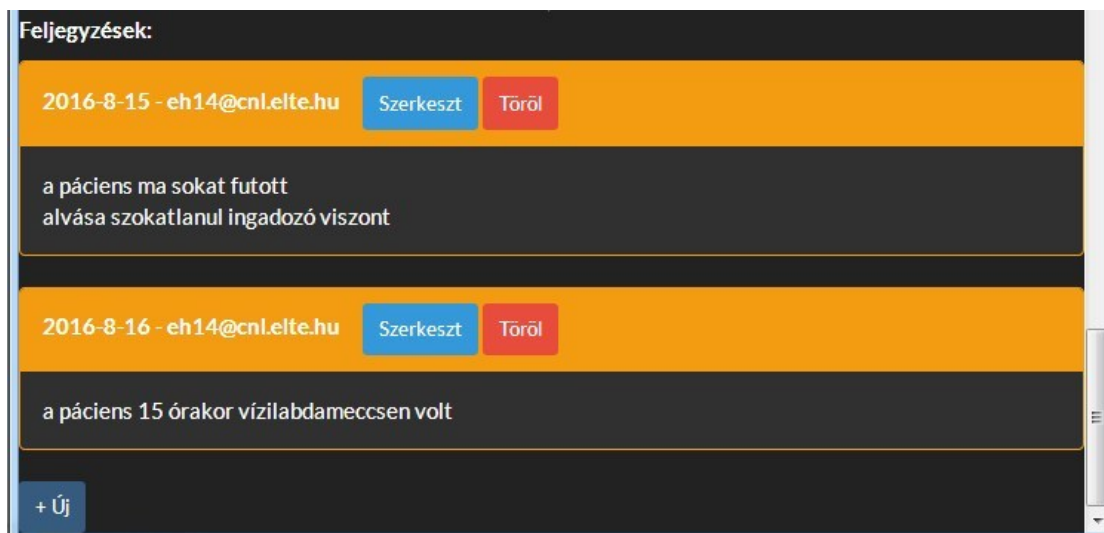 Feljegyzések:
2016-8-15 - eh14@cnl.elte.hu Szerkeszt Töröl
a páciens ma sokat futott
alvása szokatlanul ingadozó viszont
2016-8-16 - eh14@cnl.elte.hu Szerkeszt Töröl
a páciens 15 órakor vízilabdameccsen volt
+ Új